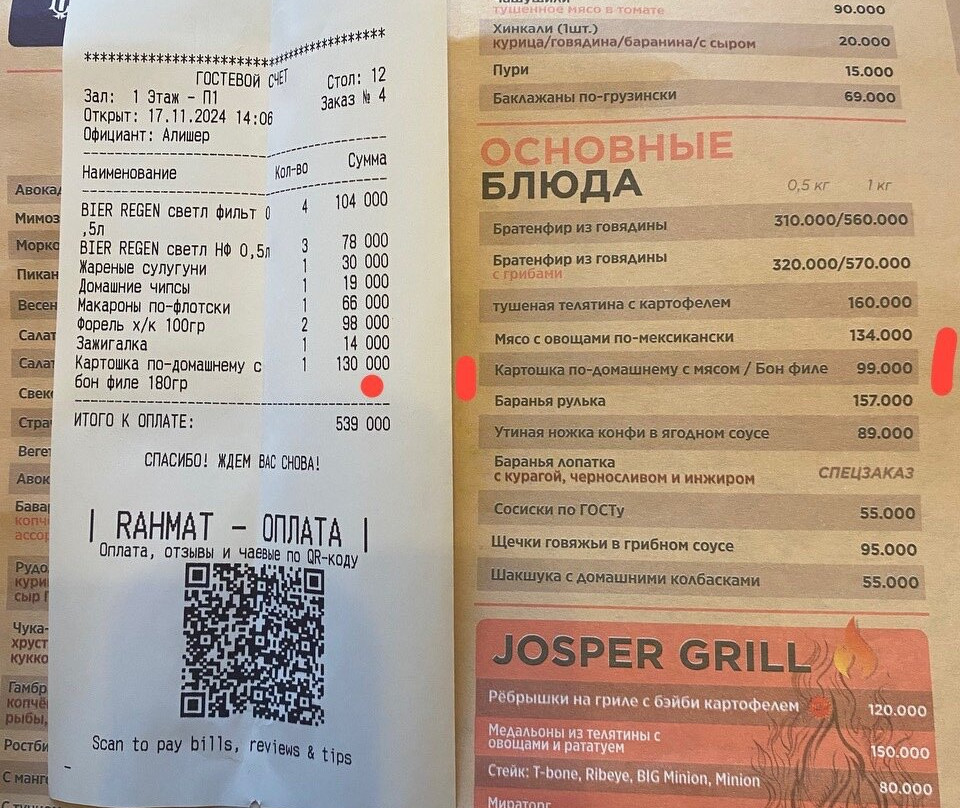 ГОСТЕВОЙ СЧЕТ
Зал: 1 Этаж - П1
Стол: 12
Открыт: 17.11.2024 14:06
Заказ № 4
Официант: Алишер
Наименование Кол-во Сумма
BIER REGEN светл фильт 0 4 104 000
,5л
BIER REGEN светл НФ 0,5л 3 78 000
Жареные сулугуни 1 30 000
Домашние чипсы 1 19 000
Макароны по-флотски 1 66 000
Форель х/к 100гр 2 98 000
Зажигалка 1 14 000
Картошка по-домашнему с 1 130 000
бон филе 180гр
ИТОГО К ОПЛАТЕ: 539 000
СПАСИБО! ЖДЕМ ВАС СНОВА!
| RAHMAT - ОПЛАТА |
Оплата, отзывы и чаевые по QR-коду
Scan to pay bills, reviews & tips
Чашушили
тушенное мясо в томате 90.000
Хинкали (1шт.)
курица/говядина/баранина/с сыром 20.000
Пури 15.000
Баклажаны по-грузински 69.000
ОСНОВНЫЕ
БЛЮДА 0,5 кг 1 кг
Братенфир из говядины 310.000/560.000
Братенфир из говядины
с грибами 320.000/570.000
тушеная телятина с картофелем 160.000
Мясо с овощами по-мексикански 134.000
Картошка по-домашнему с мясом / Бон филе 99.000
Баранья рулька 157.000
Утиная ножка конфи в ягодном соусе 89.000
Баранья лопатка
с курагой, черносливом и инжиром СПЕЦЗАКАЗ
Сосиски по ГОСТу 55.000
Щечки говяжьи в грибном соусе 95.000
Шакшука с домашними колбасками 55.000
JOSPER GRILL
Рёбрышки на гриле с бэйби картофелем 120.000
Медальоны из телятины с
овощами и рататуем 150.000
Стейк: T-bone, Ribeye, BIG Minion, Minion 80.000
Мираторг